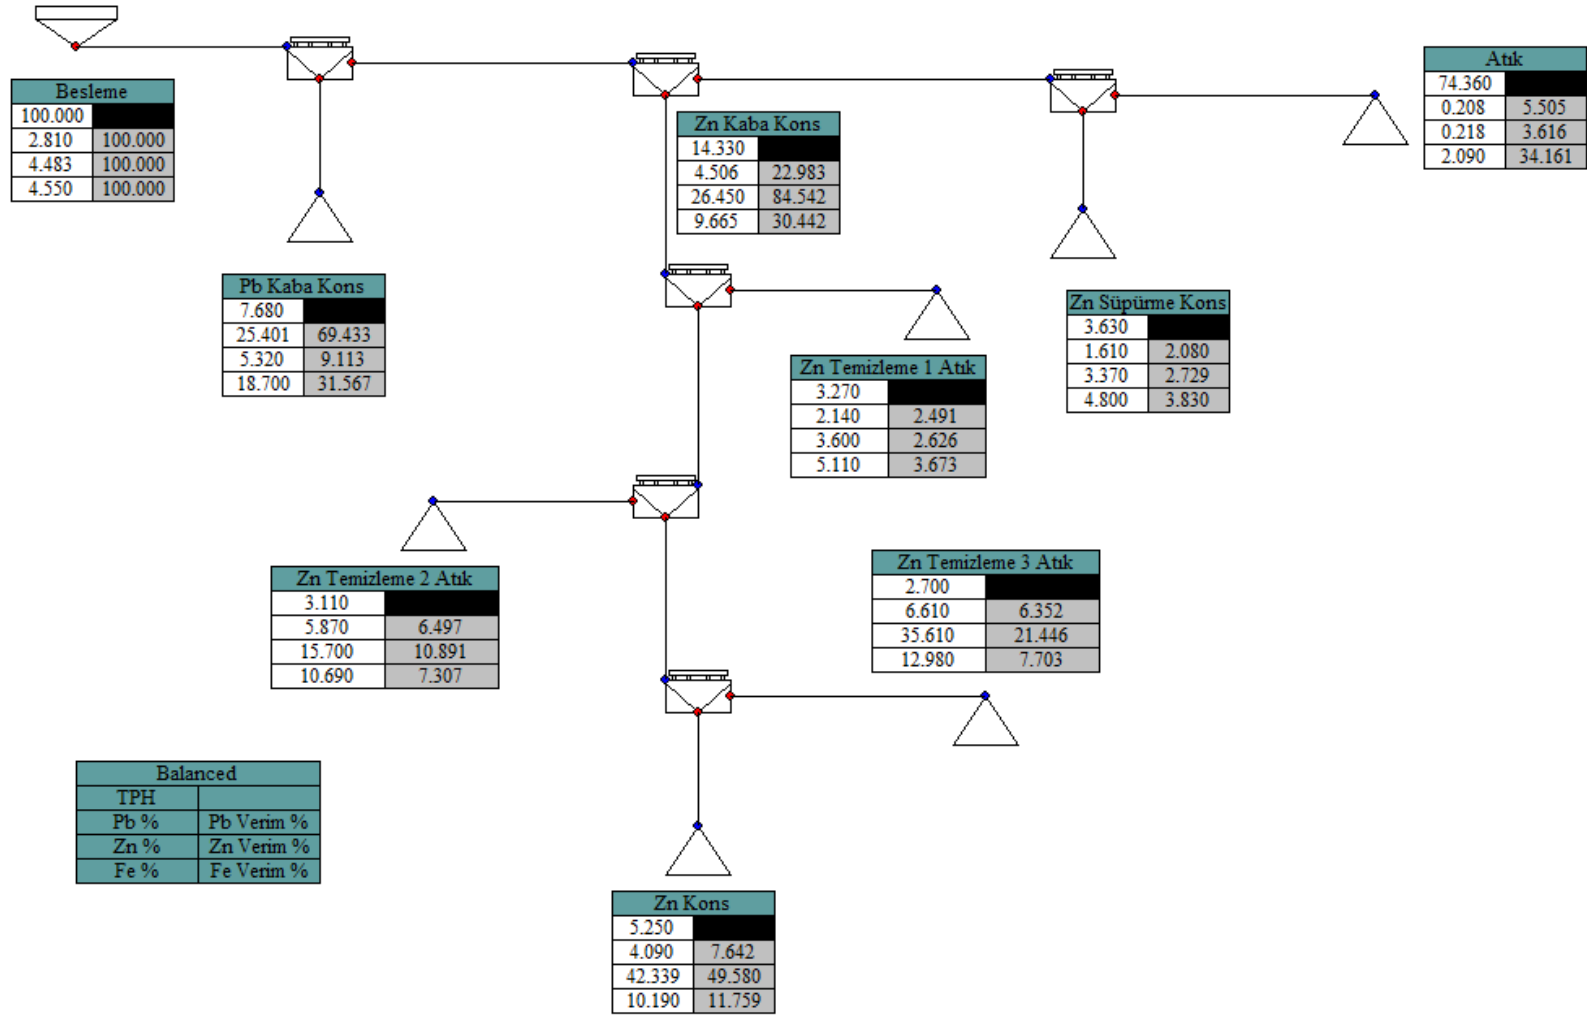 Besleme
100.000
2.810 100.000
4.483 100.000
4.550 100.000
Pb Kaba Kons
7.680
25.401 69.433
5.320 9.113
18.700 31.567
Zn Kaba Kons
14.330
4.506 22.983
26.450 84.542
9.665 30.442
Atık
74.360
0.208 5.505
0.218 3.616
2.090 34.161
Zn Süpürme Kons
3.630
1.610 2.080
3.370 2.729
4.800 3.830
Zn Temizleme 1 Atık
3.270
2.140 2.491
3.600 2.626
5.110 3.673
Zn Temizleme 2 Atık
3.110
5.870 6.497
15.700 10.891
10.690 7.307
Zn Temizleme 3 Atık
2.700
6.610 6.352
35.610 21.446
12.980 7.703
Balanced
TPH
Pb % Pb Verim %
Zn % Zn Verim %
Fe % Fe Verim %
Zn Kons
5.250
4.090 7.642
42.339 49.580
10.190 11.759